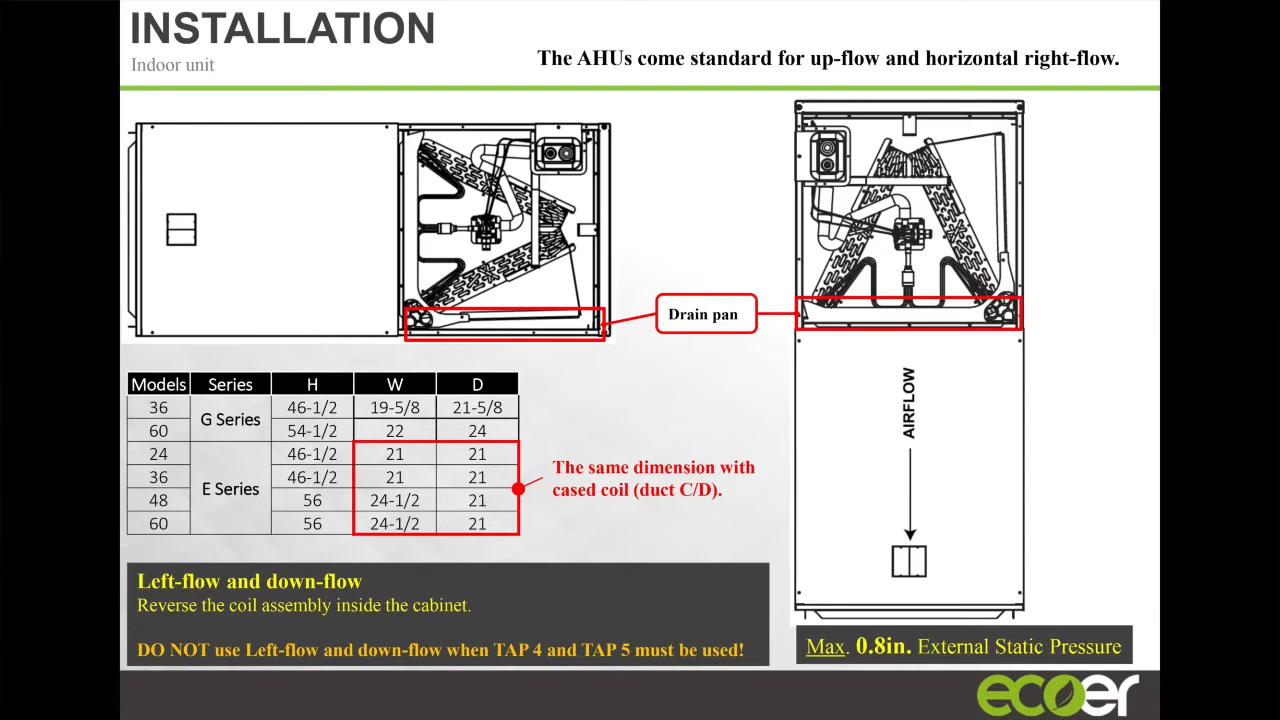 INSTALLATION
Indoor unit
The AHUs come standard for up-flow and horizontal right-flow.
Drain pan
Models Series H W D
36 G Series 46-1/2 19-5/8 21-5/8
60 54-1/2 22 24
24 E Series 46-1/2 21 21
36 46-1/2 21 21
48 56 24-1/2 21
60 56 24-1/2 21
The same dimension with
cased coil (duct C/D).
AIRFLOW
Left-flow and down-flow
Reverse the coil assembly inside the cabinet.
DO NOT use Left-flow and down-flow when TAP 4 and TAP 5 must be used!
Max. 0.8in. External Static Pressure
ecoer